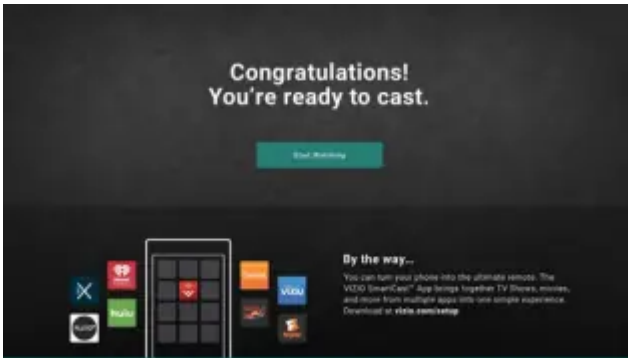 Congratulations!
You're ready to cast.
Start Watching
By the way...
You can turn your phone into the ultimate remote. The
VIZIO SmartCast™ App brings together TV Shows, movies,
and more from multiple apps into one simple experience.
Download at vizio.com/setup
hulu
VUDU